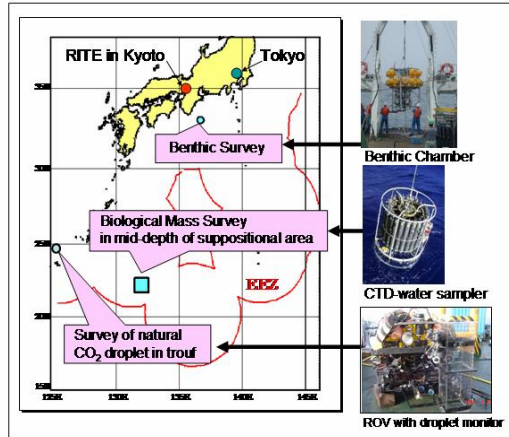 RITE in Kyoto
Tokyo
35N
Benthic Survey
Benthic Chamber
30N
Biological Mass Survey
in mid-depth of suppositional area
25N
EEZ
CTD-water sampler
20N
Survey of natural
CO₂ droplet in trouf
15N
125E 130E 135E 140E 145E
ROV with droplet monitor